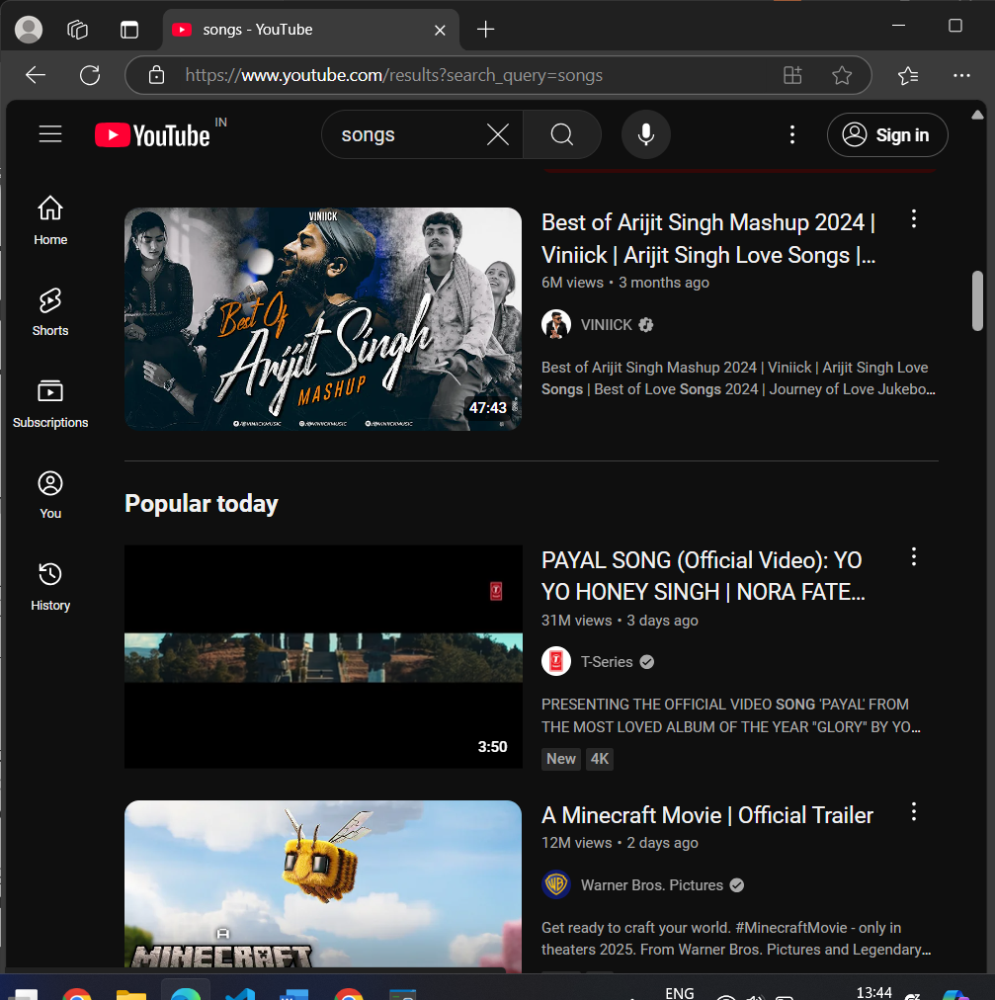 songs - YouTube
https://www.youtube.com/results?search_query=songs
YouTube IN
songs
Sign in
Home
Shorts
Subscriptions
You
History
VINIICK
Best Of
Arijit Singh
MASHUP
@VINIICKMUSIC @VINIICKMUSIC @VINIICKMUSIC
47:43
Best of Arijit Singh Mashup 2024 |
Viniick | Arijit Singh Love Songs |...
6M views • 3 months ago
VINIICK
Best of Arijit Singh Mashup 2024 | Viniick | Arijit Singh Love
Songs | Best of Love Songs 2024 | Journey of Love Jukebo...
Popular today
T
3:50
PAYAL SONG (Official Video): YO
YO HONEY SINGH | NORA FATE...
31M views • 3 days ago
T-Series
PRESENTING THE OFFICIAL VIDEO SONG 'PAYAL' FROM
THE MOST LOVED ALBUM OF THE YEAR "GLORY" BY YO...
New 4K
A
MINECRAFT
A Minecraft Movie | Official Trailer
12M views • 2 days ago
WB
Warner Bros. Pictures
Get ready to craft your world. #MinecraftMovie - only in
theaters 2025. From Warner Bros. Pictures and Legendary...
ENG
13:44